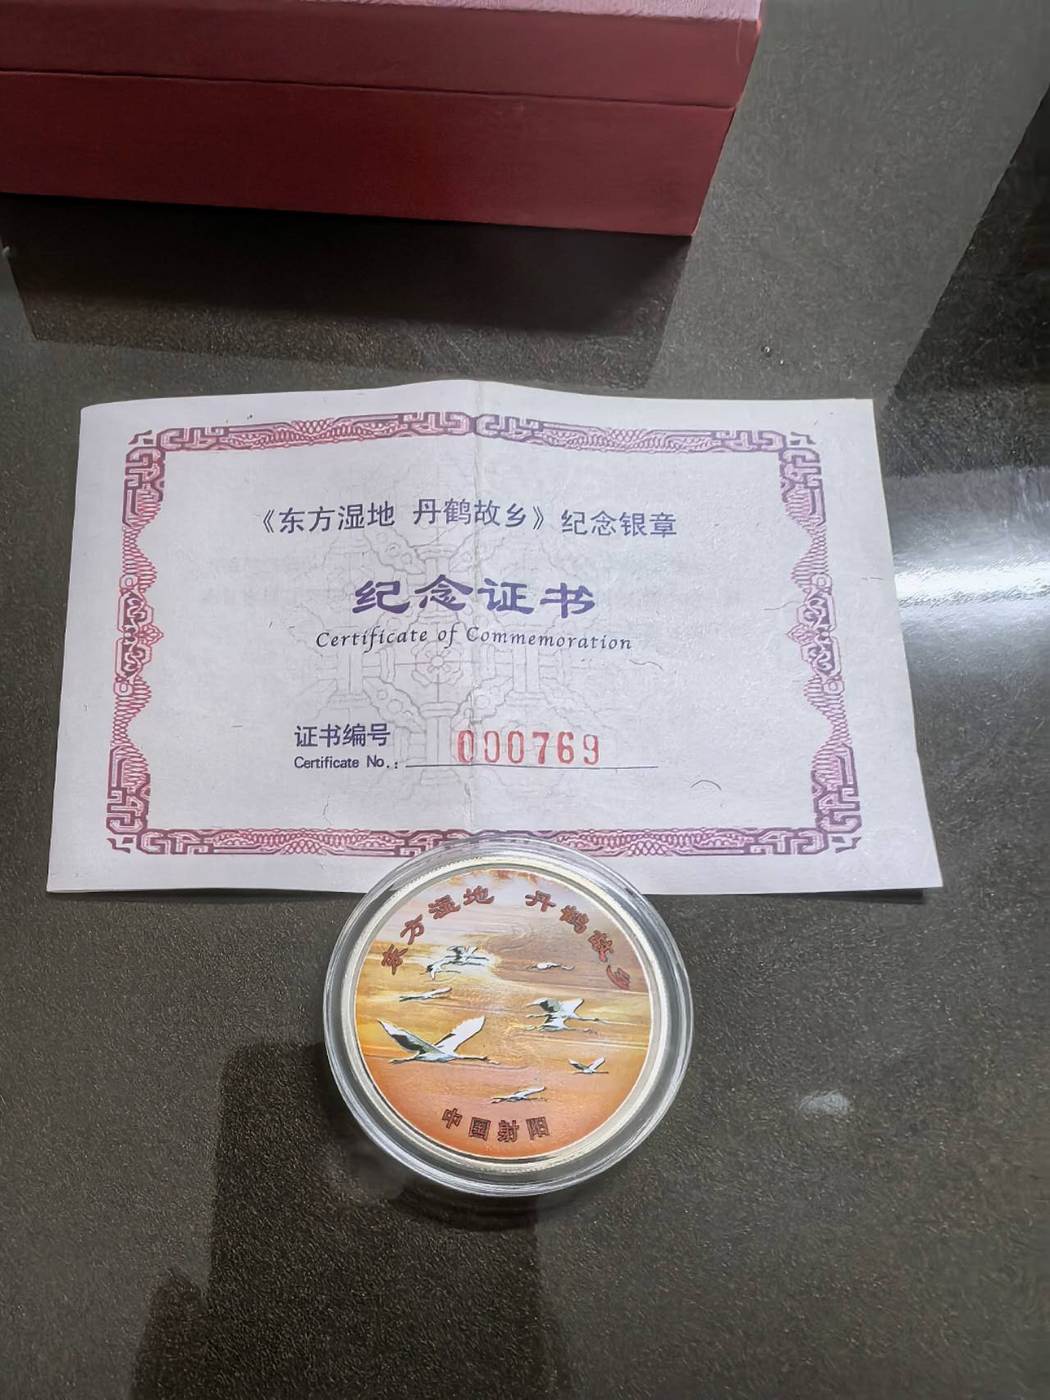 《东方湿地 丹鹤故乡》纪念银章
纪念证书
Certificate of Commemoration
证书编号
Certificate No.: 000769
东方湿地 丹鹤故乡
中国射阳